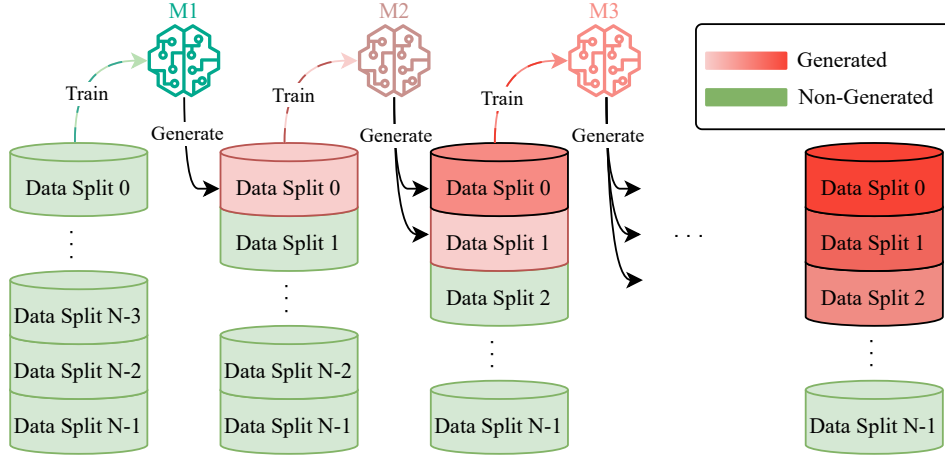 M1
M2
M3
Generated
Non-Generated
Train
Train
Train
Generate
Generate
Generate
Data Split 0
Data Split 0
Data Split 0
Data Split 0
Data Split 1
Data Split 1
Data Split 1
Data Split 2
Data Split 2
Data Split N-3
Data Split N-2
Data Split N-2
Data Split N-1
Data Split N-1
Data Split N-1
Data Split N-1